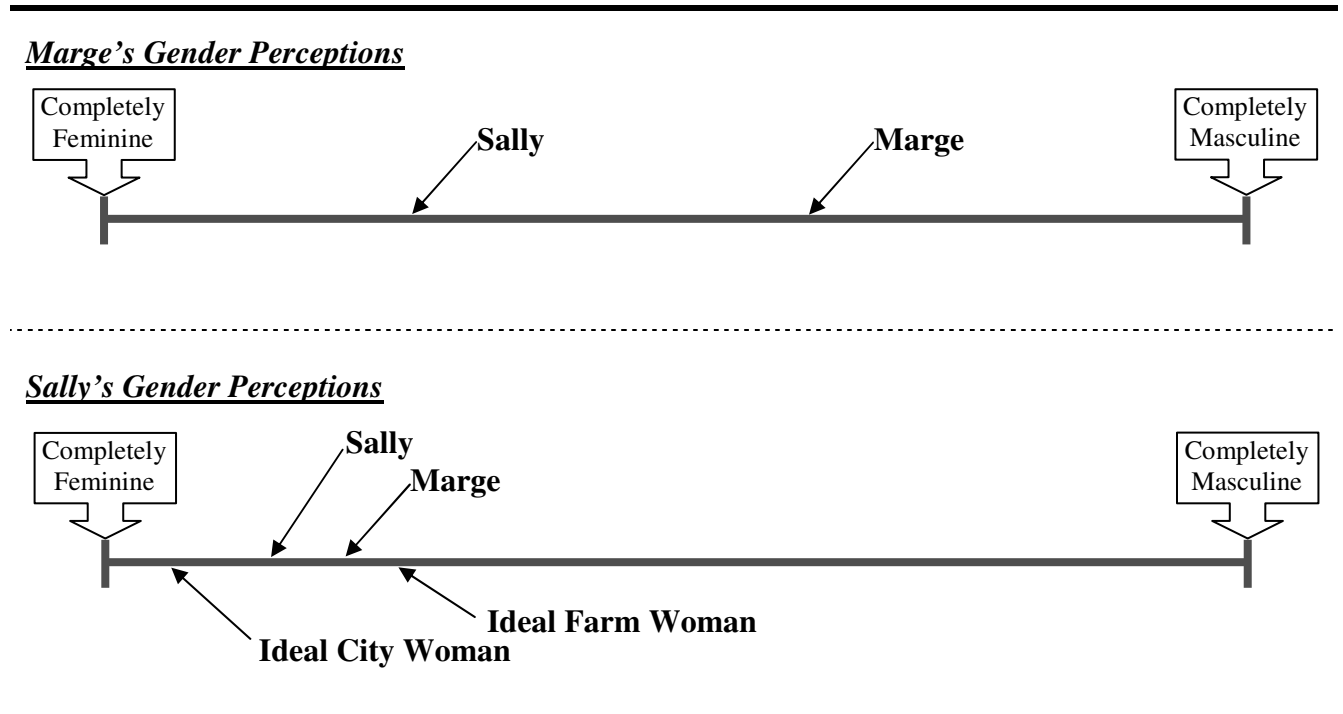 Marge’s Gender Perceptions
Completely
Feminine
Sally
Marge
Completely
Masculine
Sally’s Gender Perceptions
Completely
Feminine
Sally
Marge
Completely
Masculine
Ideal Farm Woman
Ideal City Woman